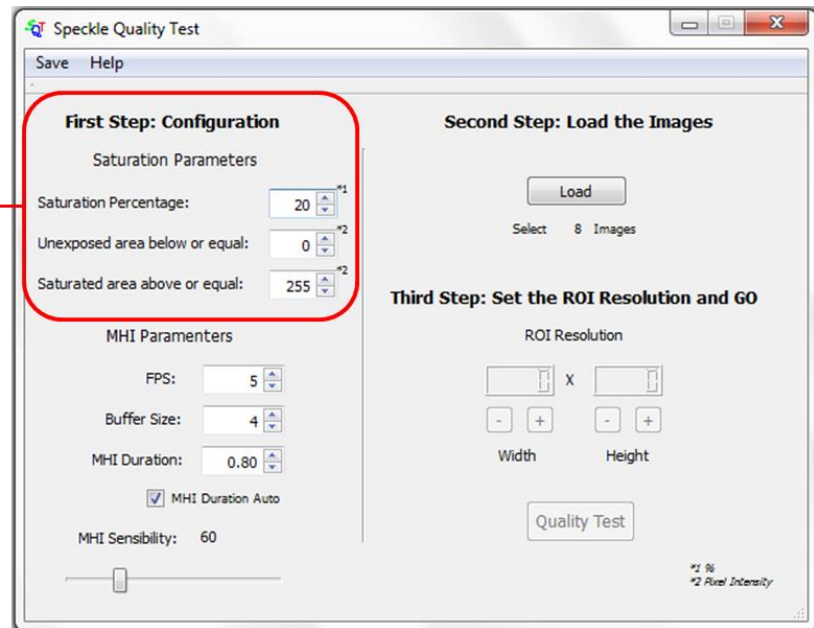 Speckle Quality Test
Save Help
First Step: Configuration
Saturation Parameters
Saturation Percentage: 20 *1
Unexposed area below or equal: 0 *2
Saturated area above or equal: 255 *2
MHI Paramenters
FPS: 5
Buffer Size: 4
MHI Duration: 0.80
MHI Duration Auto
MHI Sensibility: 60
Second Step: Load the Images
Load
Select 8 Images
Third Step: Set the ROI Resolution and GO
ROI Resolution
0 X 0
- + - +
Width Height
Quality Test
*1 %
*2 Pixel Intensity